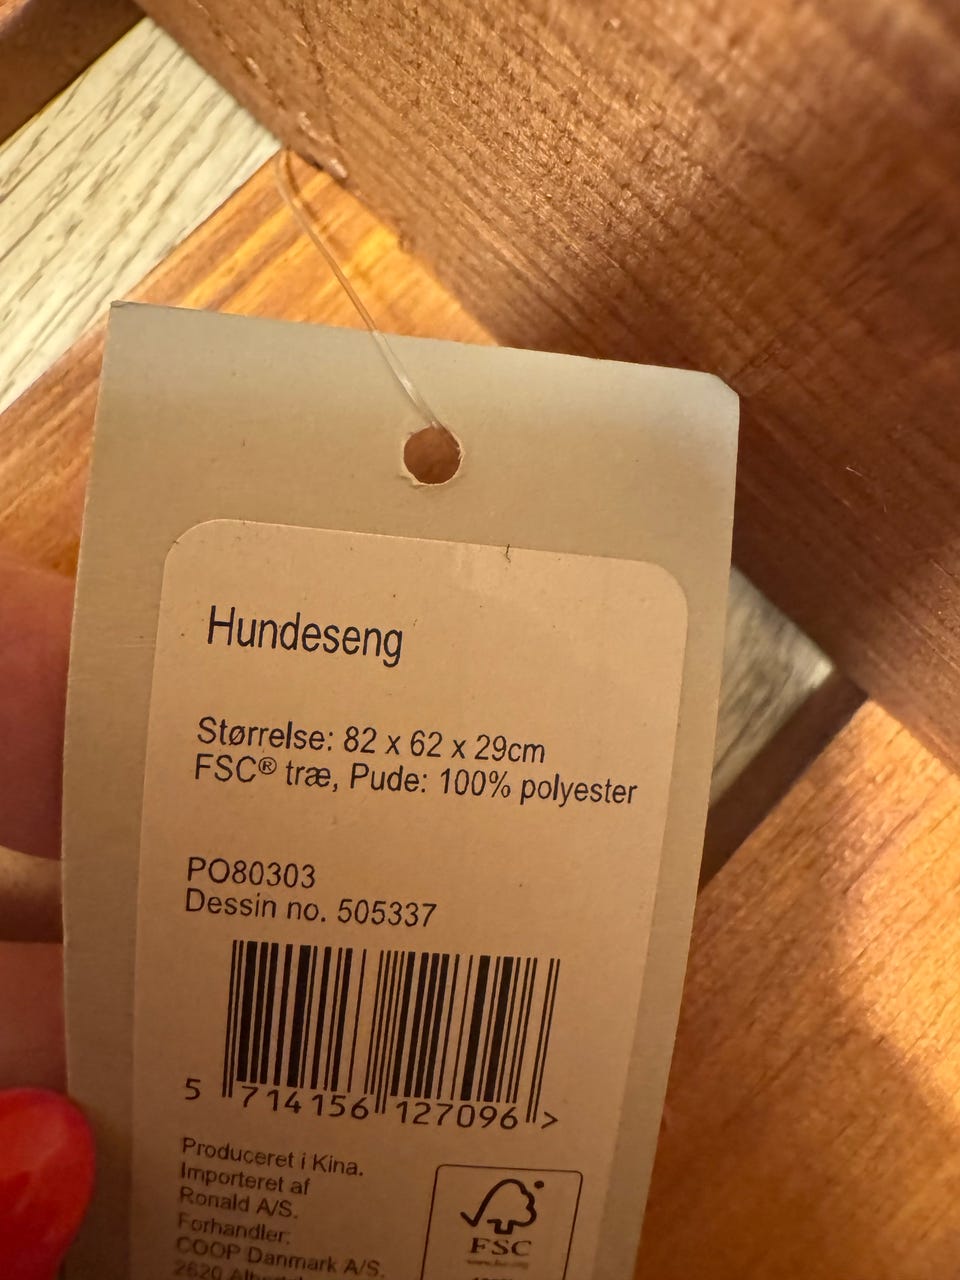 Hundeseng
Størrelse: 82 x 62 x 29cm
FSC® træ, Pude: 100% polyester
PO80303
Dessin no. 505337
5 714156 127096 >
Produceret i Kina.
Importeret af
Ronald A/S.
Forhandler:
COOP Danmark A/S.
2620
FSC